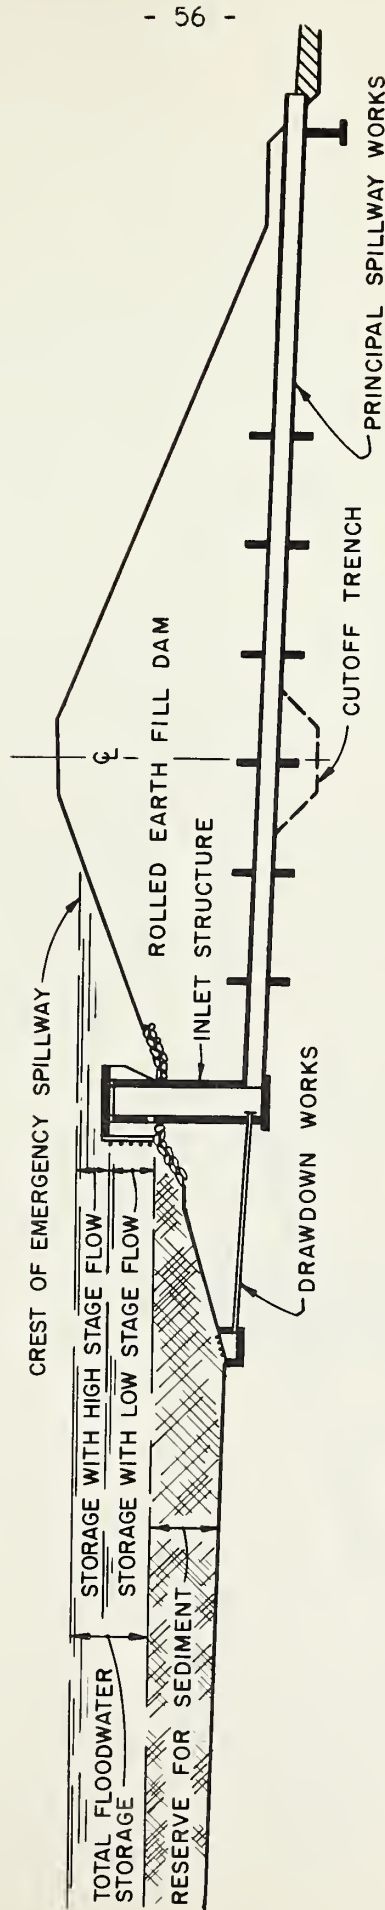 - 56 -
CREST OF EMERGENCY SPILLWAY
STORAGE WITH HIGH STAGE FLOW
STORAGE WITH LOW STAGE FLOW
TOTAL FLOODWATER
STORAGE
RESERVE FOR SEDIMENT
℄
ROLLED EARTH FILL DAM
INLET STRUCTURE
DRAWDOWN WORKS
CUTOFF TRENCH
PRINCIPAL SPILLWAY WORKS